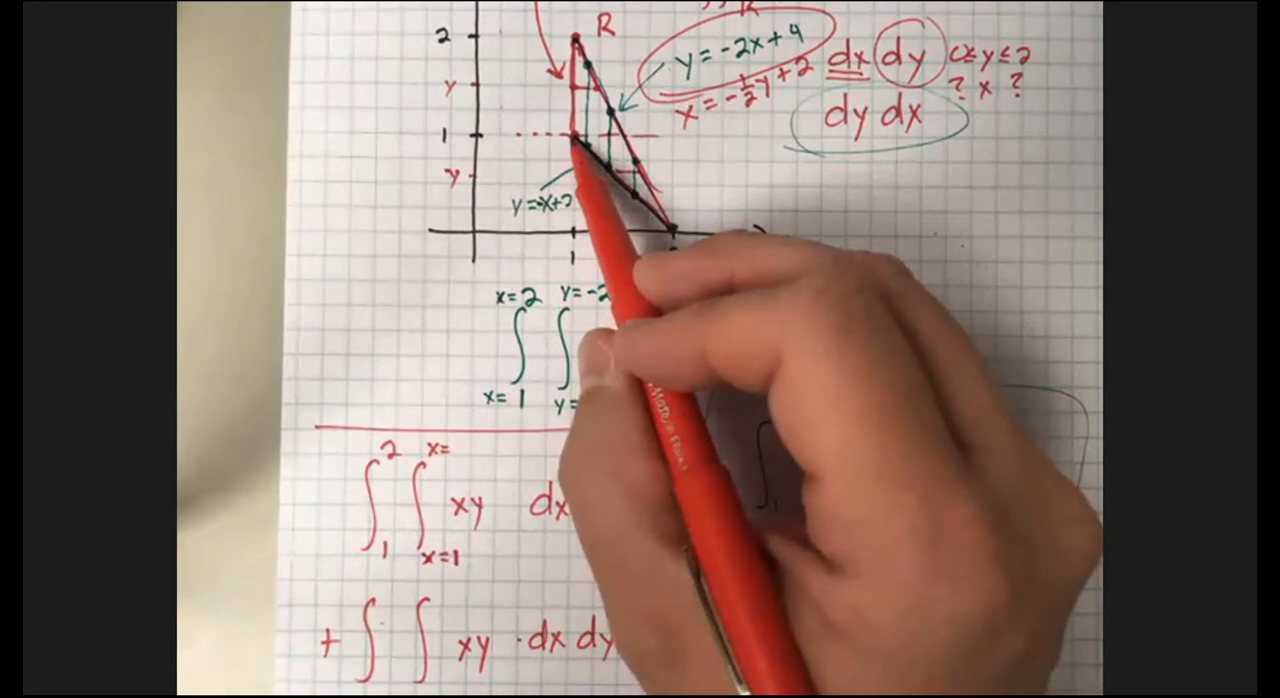 2
R
y = -2x + 4
dx dy
0 ≤ y ≤ 2
y
x = -1/2 y + 2
? x ?
dy dx
1
y
y = -x + 2
1
x = 2 y = -2
∫ ∫
x = 1 y =
2 x =
∫ ∫ xy dx
1 x = 1
+ ∫ ∫ xy · dx dy